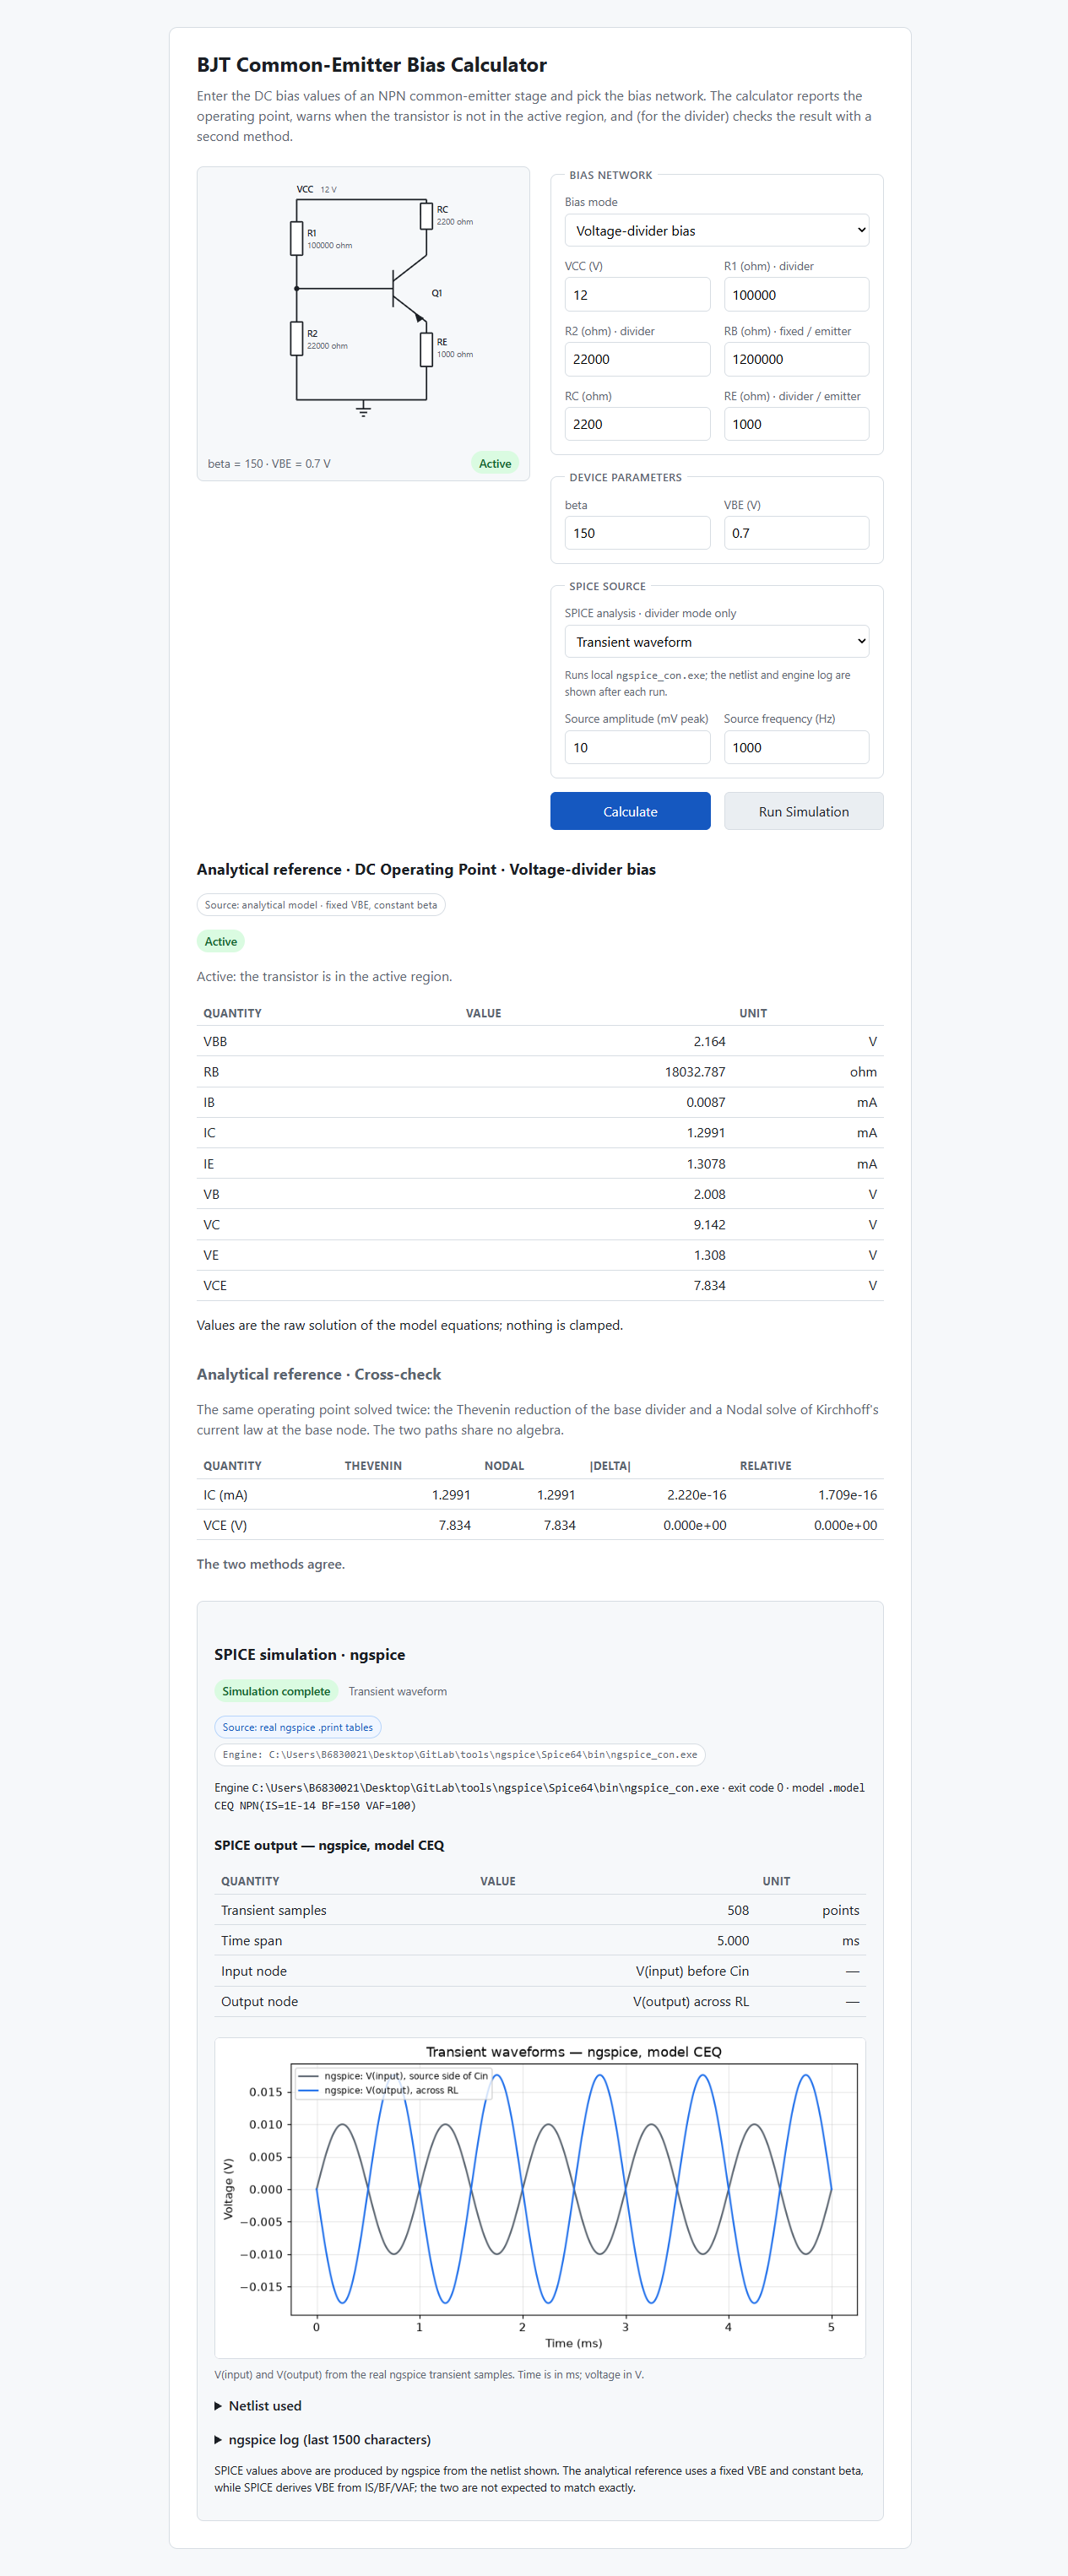 BJT Common-Emitter Bias Calculator
Enter the DC bias values of an NPN common-emitter stage and pick the bias network. The calculator reports the
operating point, warns when the transistor is not in the active region, and (for the divider) checks the result with a
second method.
VCC 12 V
RC
2200 ohm
R1
100000 ohm
Q1
R2
22000 ohm
RE
1000 ohm
beta = 150 · VBE = 0.7 V
Active
BIAS NETWORK
Bias mode
Voltage-divider bias
VCC (V)
R1 (ohm) · divider
12
100000
R2 (ohm) · divider
RB (ohm) · fixed / emitter
22000
1200000
RC (ohm)
RE (ohm) · divider / emitter
2200
1000
DEVICE PARAMETERS
beta
VBE (V)
150
0.7
SPICE SOURCE
SPICE analysis · divider mode only
Transient waveform
Runs local ngspice_con.exe; the netlist and engine log are
shown after each run.
Source amplitude (mV peak)
Source frequency (Hz)
10
1000
Calculate
Run Simulation
Analytical reference · DC Operating Point · Voltage-divider bias
Source: analytical model · fixed VBE, constant beta
Active
Active: the transistor is in the active region.
QUANTITY VALUE UNIT
VBB 2.164 V
RB 18032.787 ohm
IB 0.0087 mA
IC 1.2991 mA
IE 1.3078 mA
VB 2.008 V
VC 9.142 V
VE 1.308 V
VCE 7.834 V
Values are the raw solution of the model equations; nothing is clamped.
Analytical reference · Cross-check
The same operating point solved twice: the Thevenin reduction of the base divider and a Nodal solve of Kirchhoff's
current law at the base node. The two paths share no algebra.
QUANTITY THEVENIN NODAL |DELTA| RELATIVE
IC (mA) 1.2991 1.2991 2.220e-16 1.709e-16
VCE (V) 7.834 7.834 0.000e+00 0.000e+00
The two methods agree.
SPICE simulation · ngspice
Simulation complete Transient waveform
Source: real ngspice .print tables
Engine: C:\Users\B6830021\Desktop\GitLab\tools\ngspice\Spice64\bin\ngspice_con.exe
Engine C:\Users\B6830021\Desktop\GitLab\tools\ngspice\Spice64\bin\ngspice_con.exe · exit code 0 · model .model
CEQ NPN(IS=1E-14 BF=150 VAF=100)
SPICE output — ngspice, model CEQ
QUANTITY VALUE UNIT
Transient samples 508 points
Time span 5.000 ms
Input node V(input) before Cin —
Output node V(output) across RL —
Transient waveforms — ngspice, model CEQ
ngspice: V(input), source side of Cin
ngspice: V(output), across RL
Voltage (V)
0.015
0.010
0.005
0.000
−0.005
−0.010
−0.015
0 1 2 3 4 5
Time (ms)
V(input) and V(output) from the real ngspice transient samples. Time is in ms; voltage in V.
▶ Netlist used
▶ ngspice log (last 1500 characters)
SPICE values above are produced by ngspice from the netlist shown. The analytical reference uses a fixed VBE and constant beta,
while SPICE derives VBE from IS/BF/VAF; the two are not expected to match exactly.